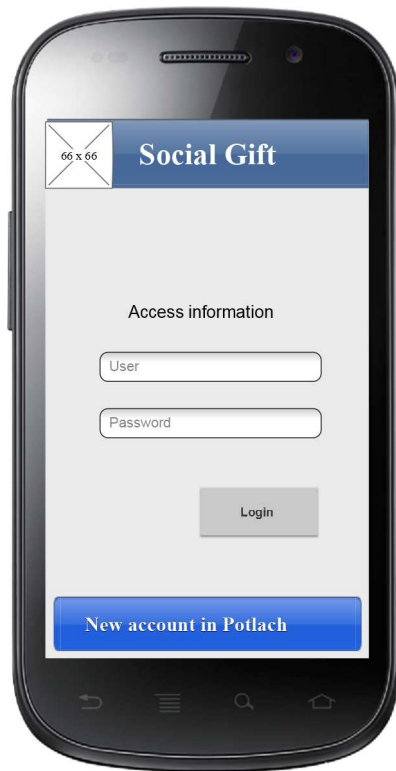 66 x 66
Social Gift
Access information
User
Password
Login
New account in Potlach